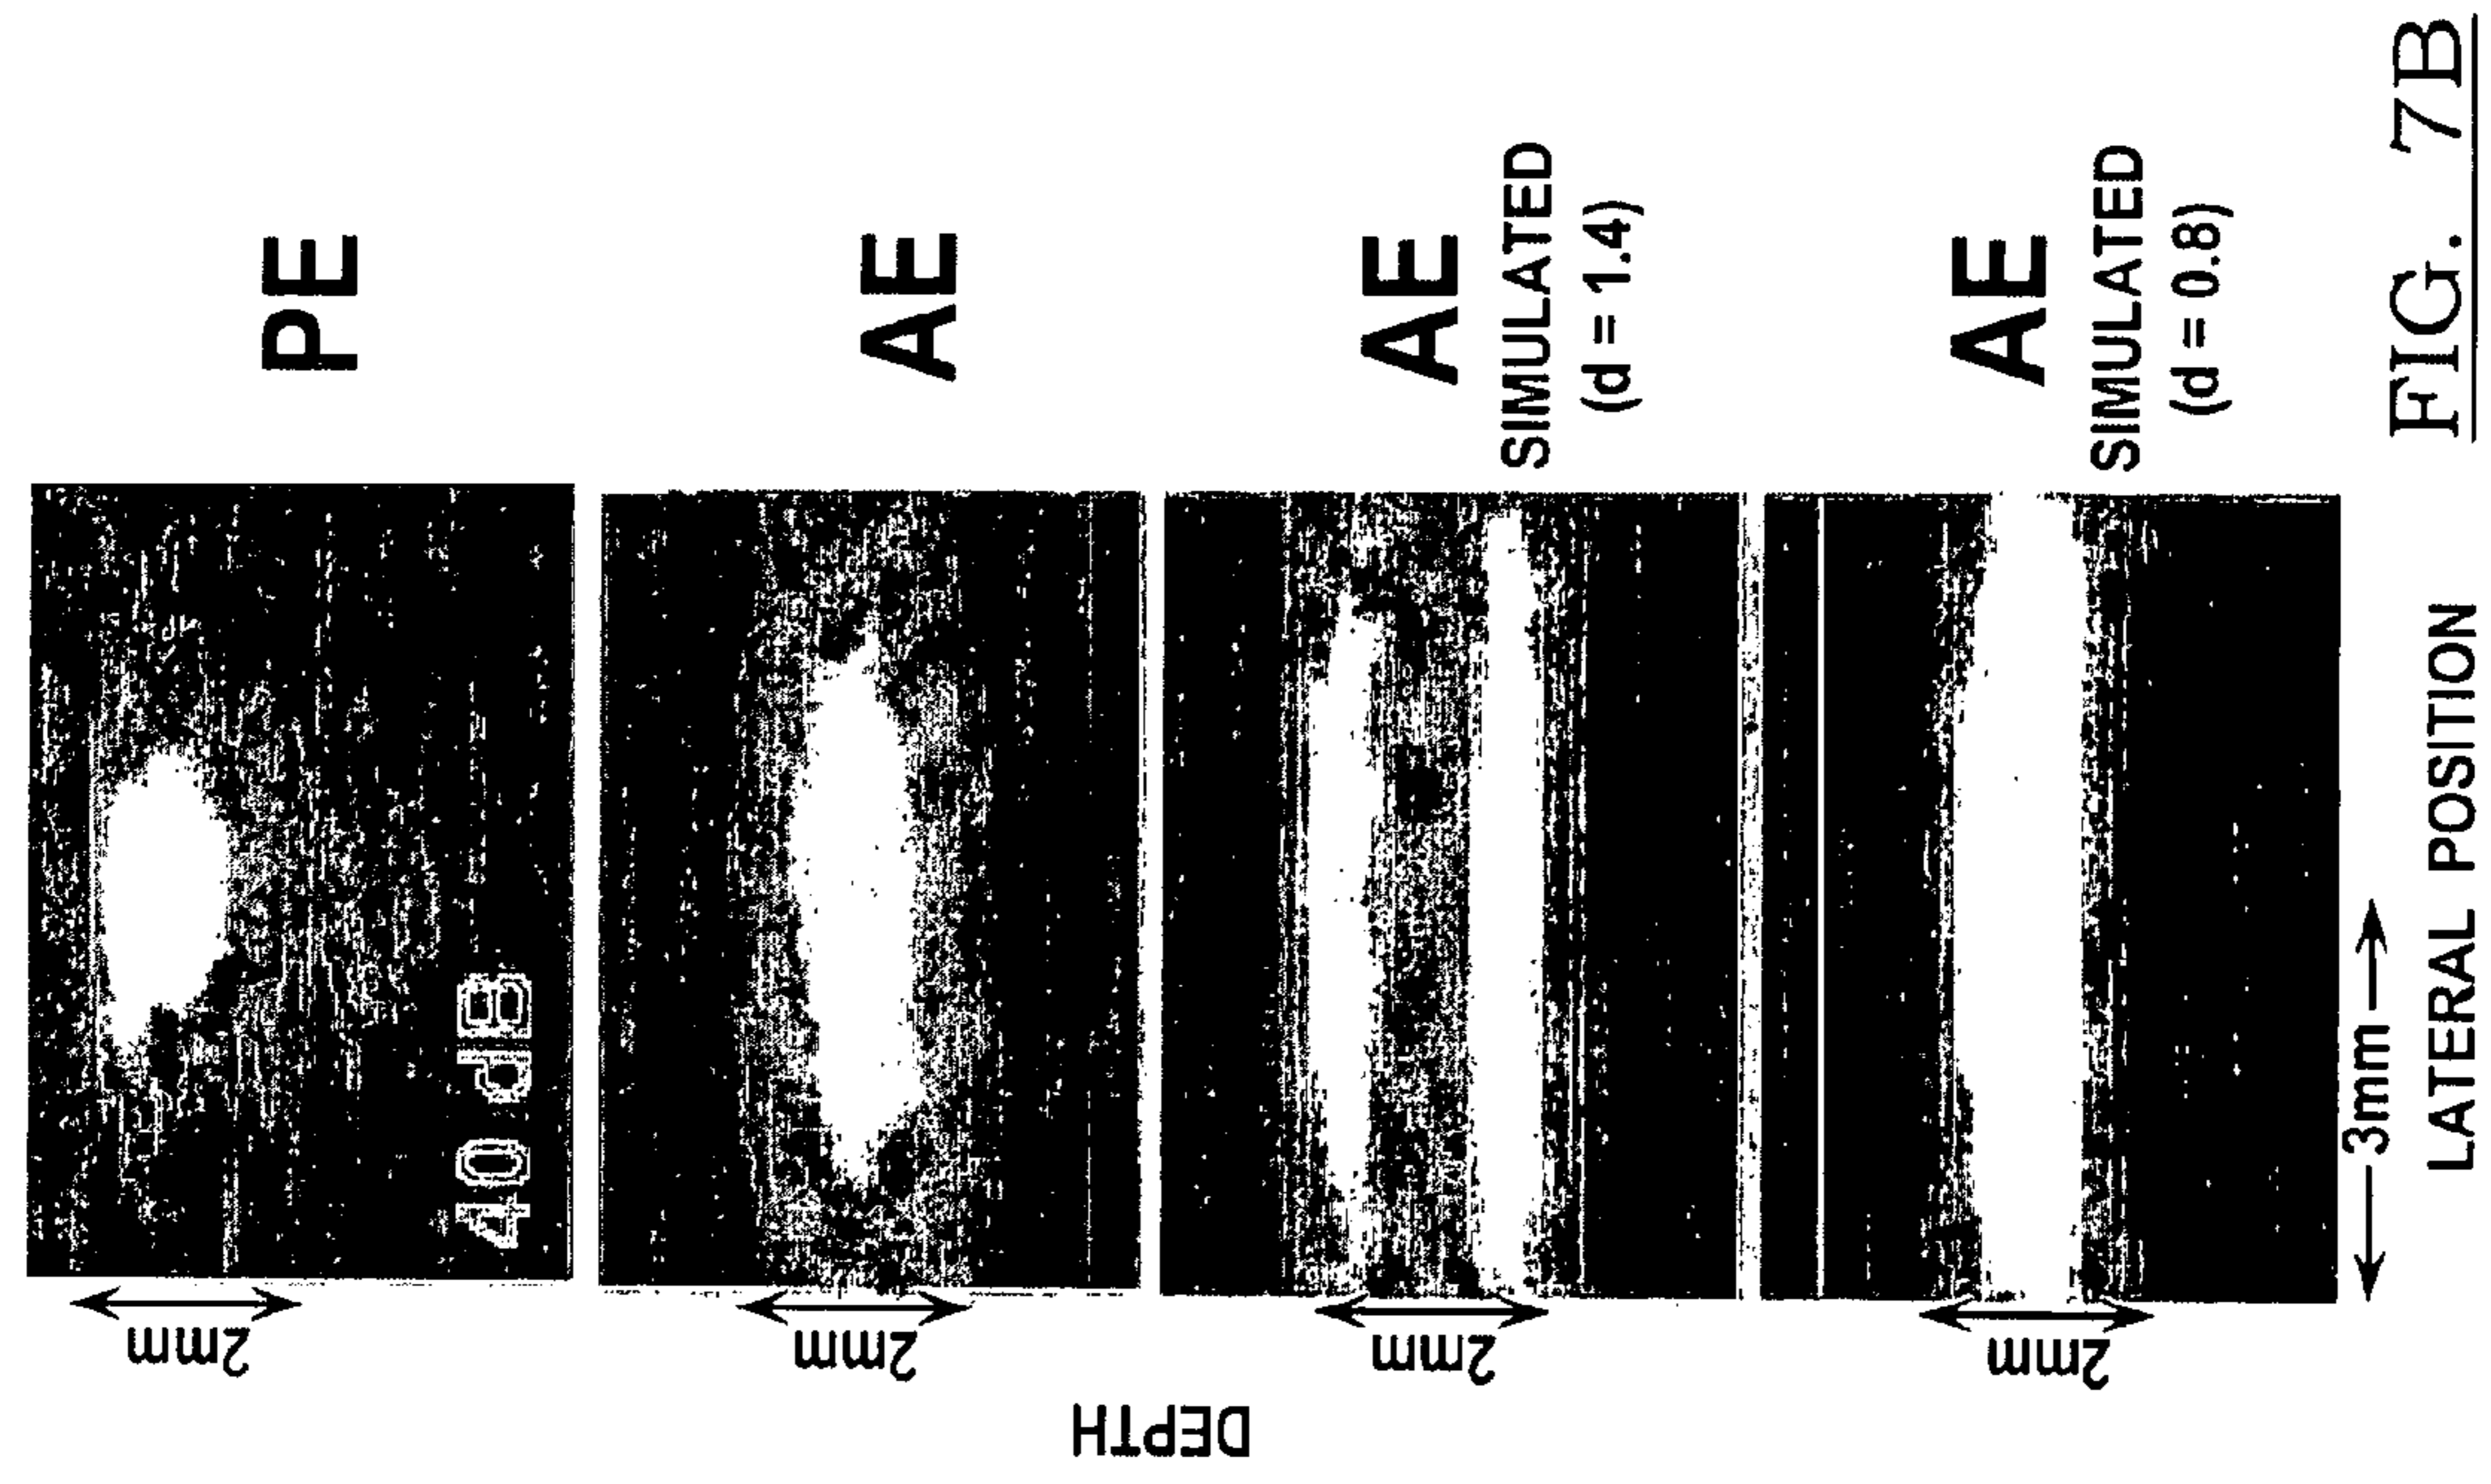 PE
40 dB
2mm
AE
2mm
AE
SIMULATED
(d = 1.4)
2mm
AE
SIMULATED
(d = 0.8)
2mm
DEPTH
3mm
LATERAL POSITION
FIG. 7B